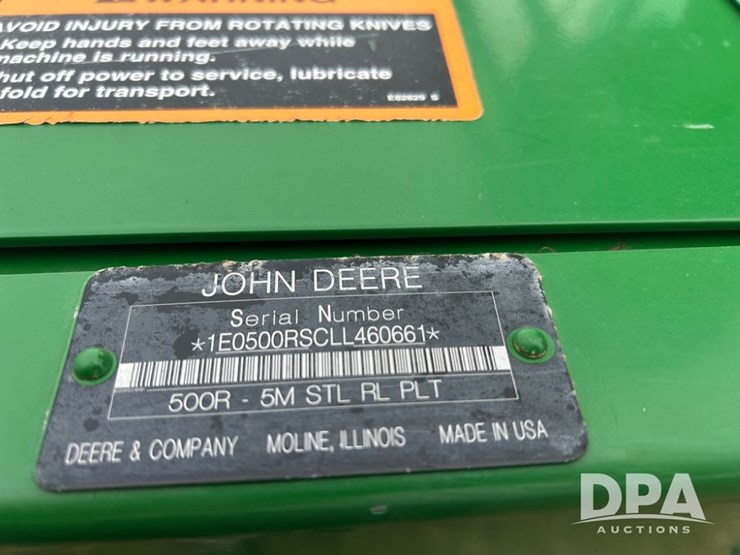 WARNING
AVOID INJURY FROM ROTATING KNIVES
Keep hands and feet away while
machine is running.
hut off power to service, lubricate
fold for transport.
E82829 S
JOHN DEERE
Serial Number
*1E0500RSCLL460661*
500R - 5M STL RL PLT
DEERE & COMPANY MOLINE, ILLINOIS MADE IN USA
DPA
AUCTIONS